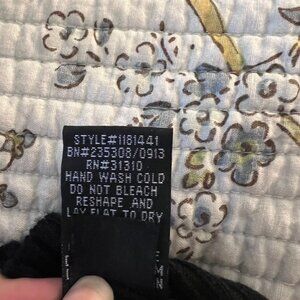 STYLE#1181441
BN#235308/0913
RN#31310
HAND WASH COLD
DO NOT BLEACH
RESHAPE AND
LAY FLAT TO DRY